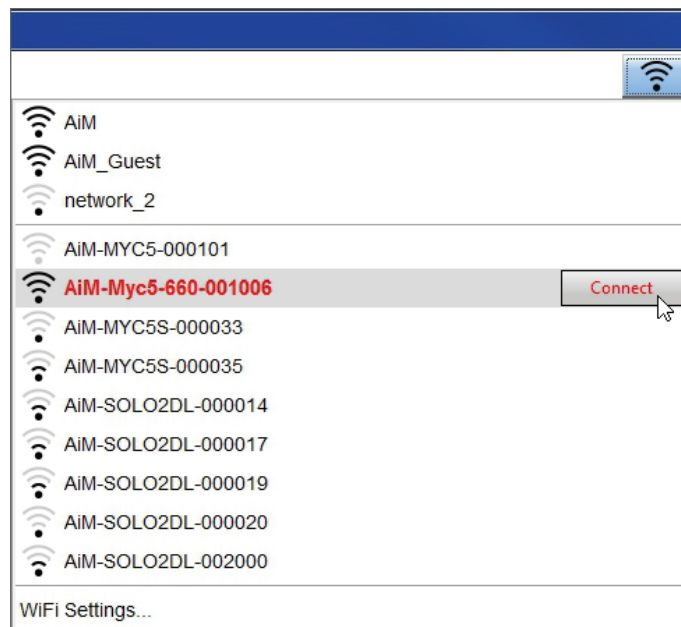 AiM
AiM_Guest
network_2
AiM-MYC5-000101
AiM-Myc5-660-001006 Connect
AiM-MYC5S-000033
AiM-MYC5S-000035
AiM-SOLO2DL-000014
AiM-SOLO2DL-000017
AiM-SOLO2DL-000019
AiM-SOLO2DL-000020
AiM-SOLO2DL-002000
WiFi Settings...